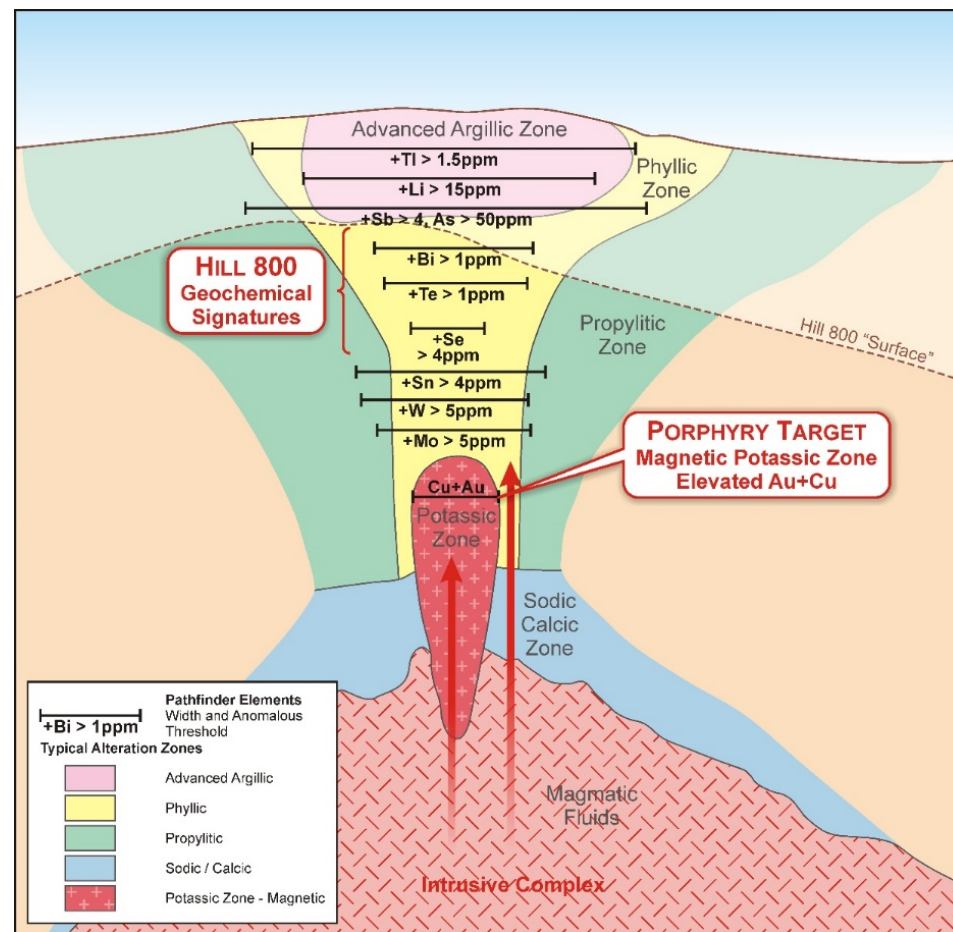 Advanced Argillic Zone
+Tl > 1.5ppm
Phyllic
Zone
+Li > 15ppm
+Sb > 4, As > 50ppm
HILL 800
Geochemical
Signatures
+Bi > 1ppm
+Te > 1ppm
Propylitic
Zone
Hill 800 "Surface"
+Se
> 4ppm
+Sn > 4ppm
+W > 5ppm
+Mo > 5ppm
PORPHYRY TARGET
Magnetic Potassic Zone
Elevated Au+Cu
Cu+Au
Potassic
Zone
Sodic
Calcic
Zone
Magmatic
Fluids
Intrusive Complex
Pathfinder Elements
Width and Anomalous
Threshold
+Bi > 1ppm
Typical Alteration Zones
Advanced Argillic
Phyllic
Propylitic
Sodic / Calcic
Potassic Zone - Magnetic